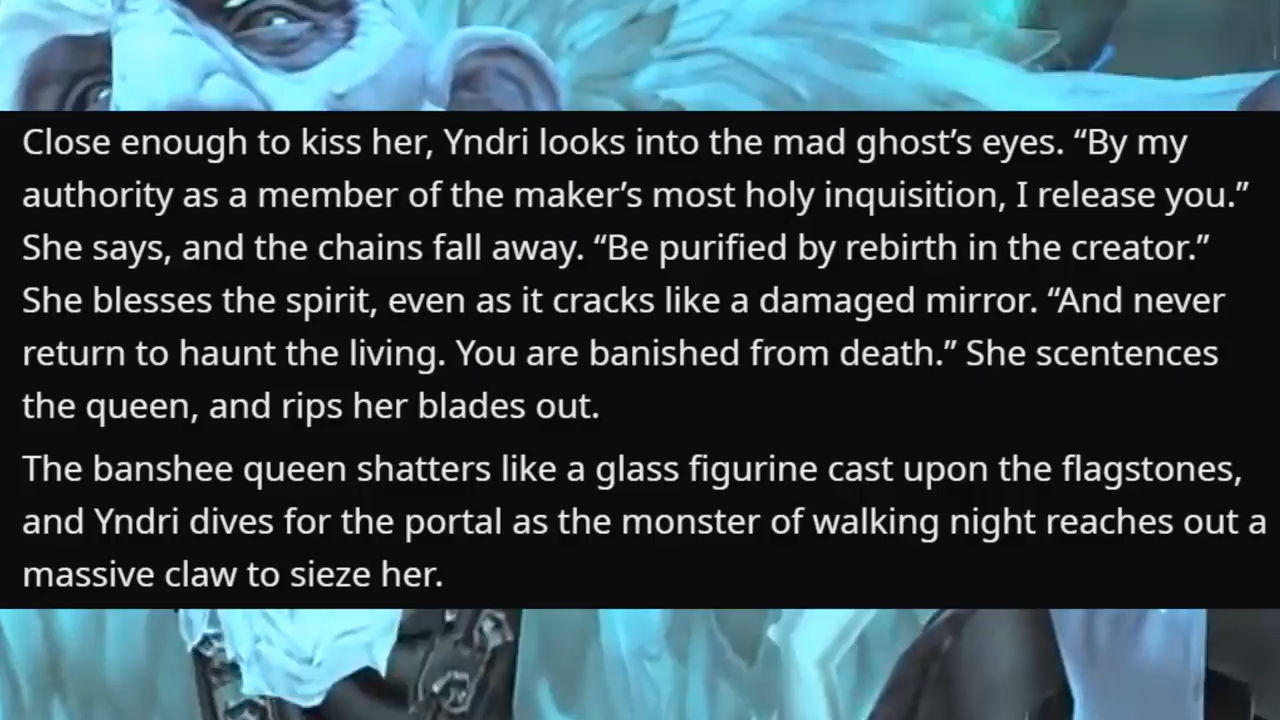 Close enough to kiss her, Yndri looks into the mad ghost’s eyes. “By my
authority as a member of the maker’s most holy inquisition, I release you.”
She says, and the chains fall away. “Be purified by rebirth in the creator.”
She blesses the spirit, even as it cracks like a damaged mirror. “And never
return to haunt the living. You are banished from death.” She scentences
the queen, and rips her blades out.
The banshee queen shatters like a glass figurine cast upon the flagstones,
and Yndri dives for the portal as the monster of walking night reaches out a
massive claw to sieze her.